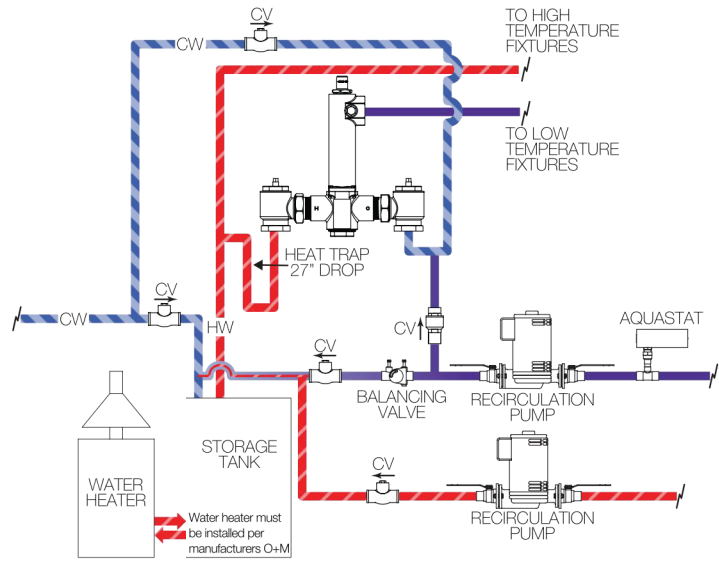 CV
CW
TO HIGH
TEMPERATURE
FIXTURES
TO LOW
TEMPERATURE
FIXTURES
H
C
HEAT TRAP
27" DROP
CV
CW
HW
CV
AQUASTAT
CV
BALANCING
VALVE
RECIRCULATION
PUMP
STORAGE
TANK
WATER
HEATER
CV
Water heater must
be installed per
manufacturers O+M
RECIRCULATION
PUMP